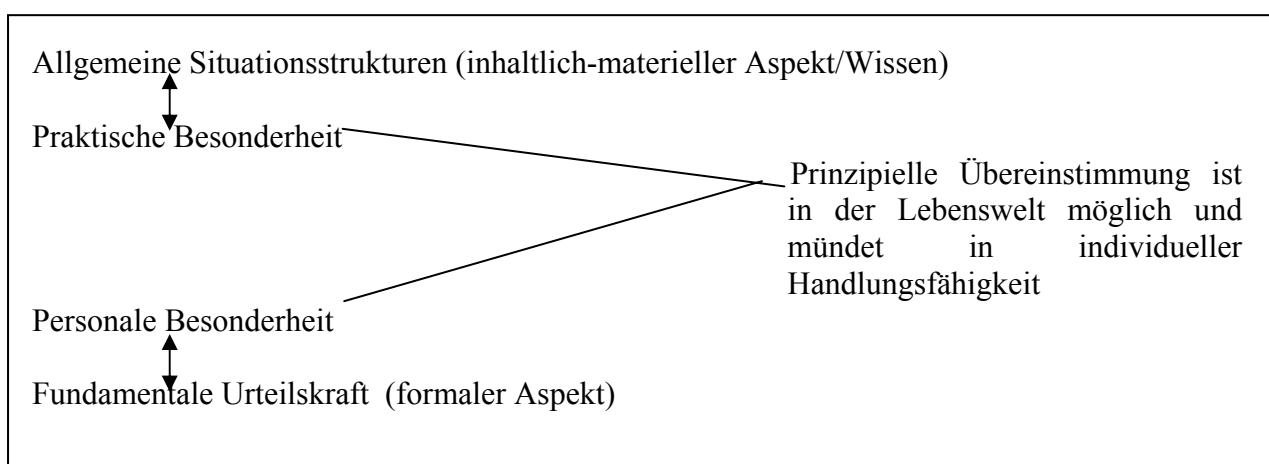 Allgemeine Situationsstrukturen (inhaltlich-materieller Aspekt/Wissen)
Praktische Besonderheit
Prinzipielle Übereinstimmung ist
in der Lebenswelt möglich und
mündet in individueller
Handlungsfähigkeit
Personale Besonderheit
Fundamentale Urteilskraft (formaler Aspekt)